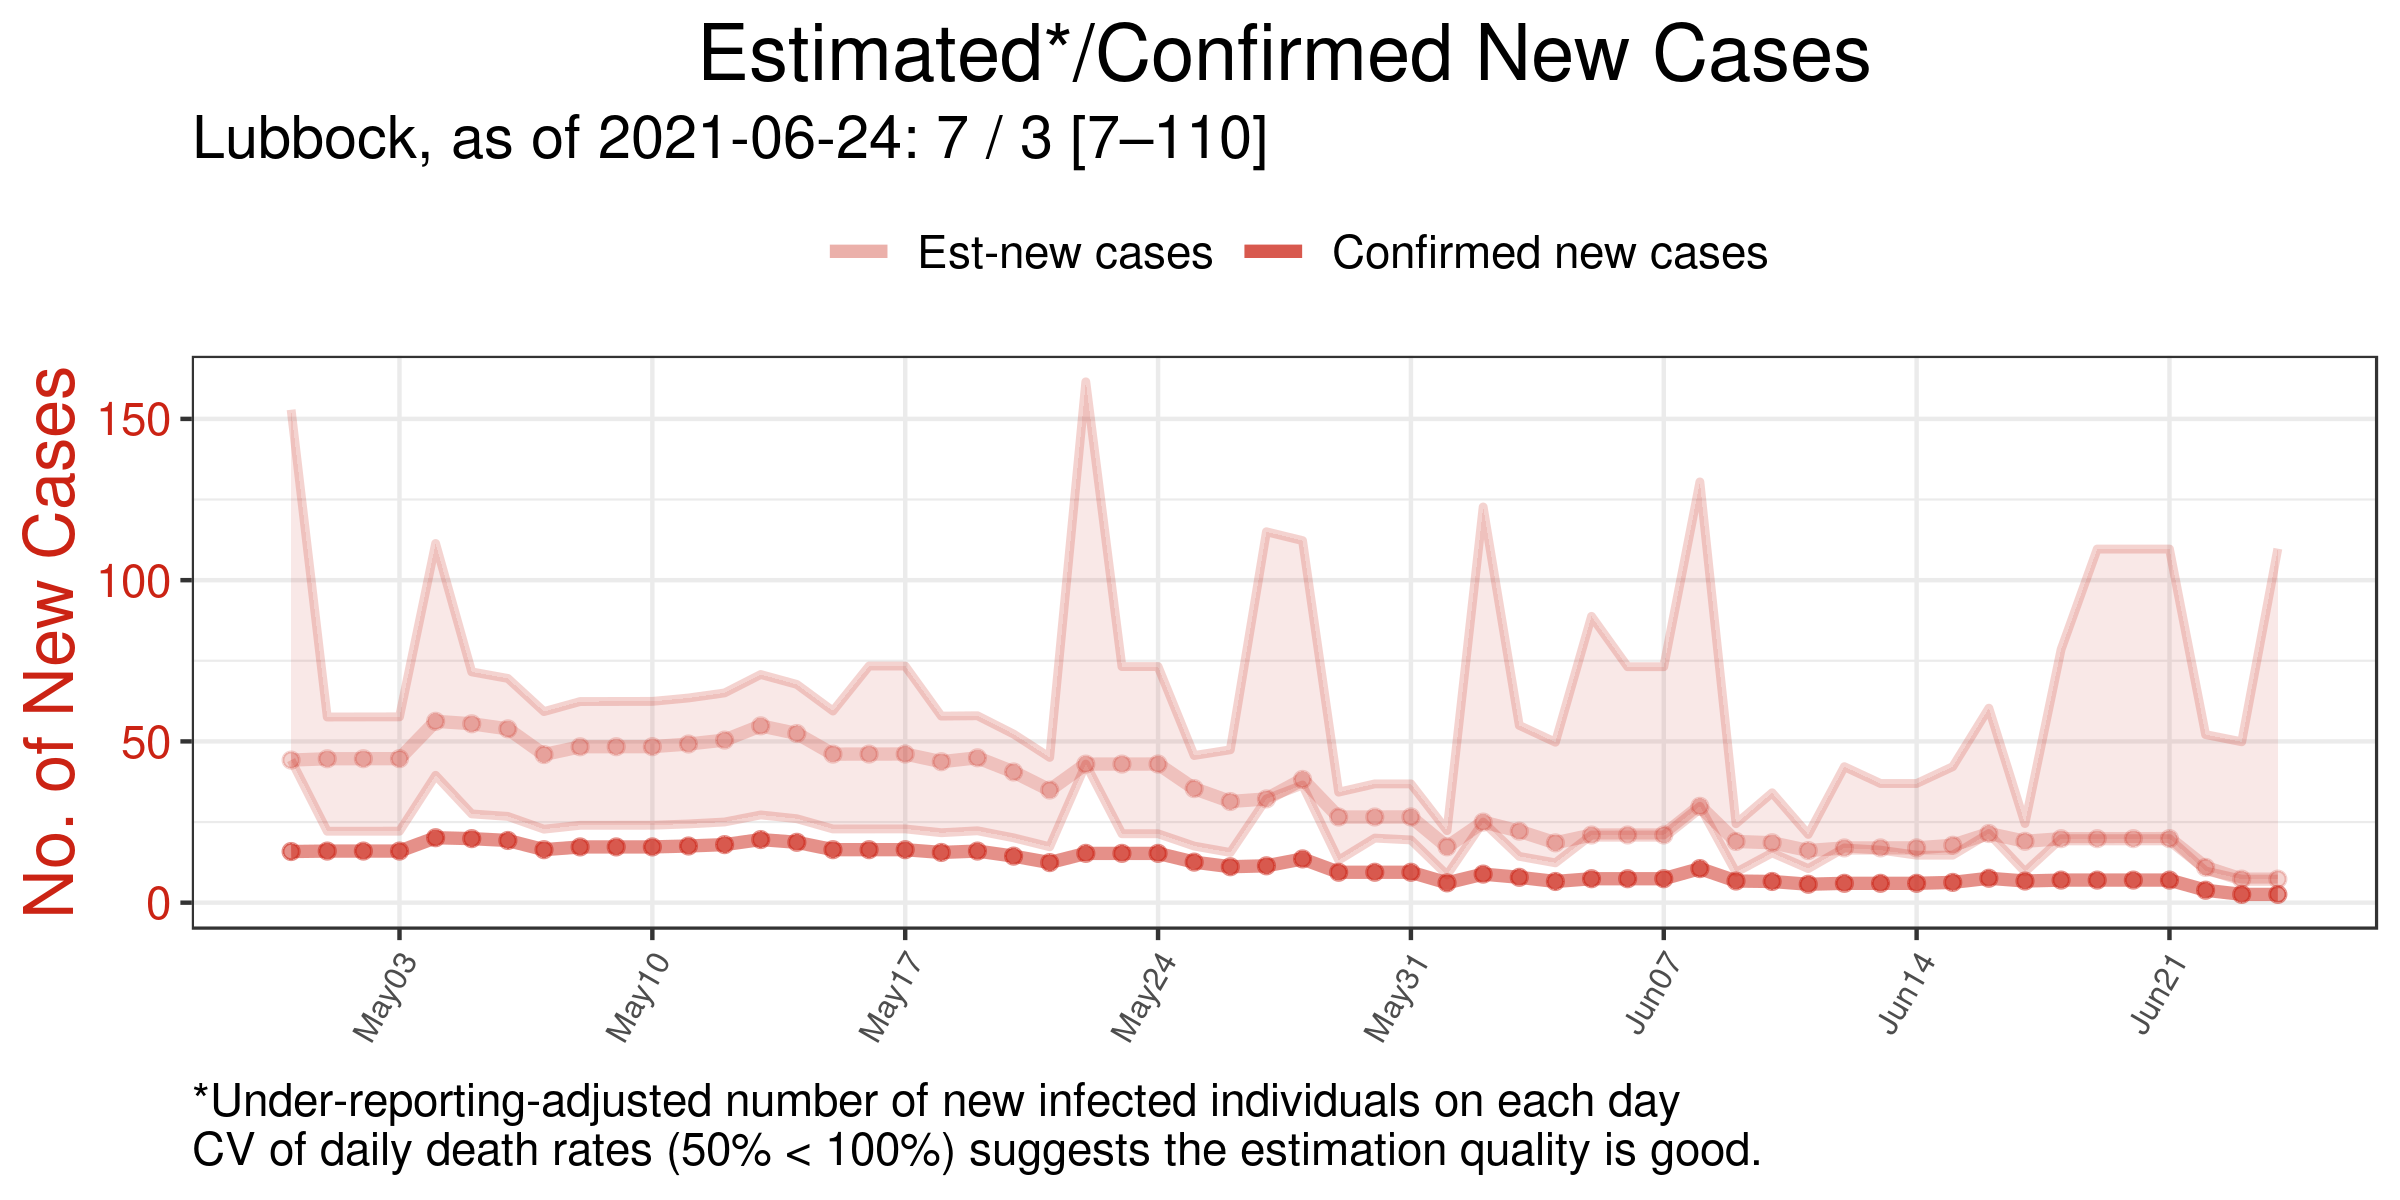 Estimated*/Confirmed New Cases
Lubbock, as of 2021-06-24: 7 / 3 [7–110]
Est-new cases
Confirmed new cases
No. of New Cases
150
100
50
0
May03
May10
May17
May24
May31
Jun07
Jun14
Jun21
*Under-reporting-adjusted number of new infected individuals on each day
CV of daily death rates (50% < 100%) suggests the estimation quality is good.